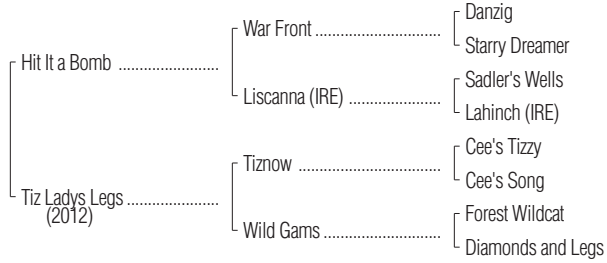 Danzig
War Front ........................
Starry Dreamer
Hit It a Bomb ........................
Sadler's Wells
Liscanna (IRE) ......................
Lahinch (IRE)
Cee's Tizzy
Tiznow ..................................
Cee's Song
Tiz Ladys Legs ......................
(2012)
Forest Wildcat
Wild Gams ...........................
Diamonds and Legs